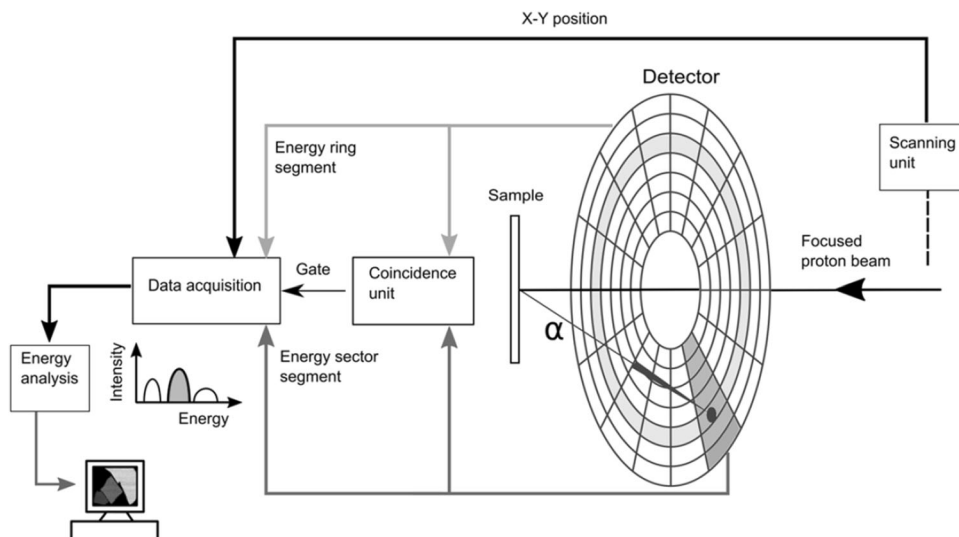 X-Y position
Detector
Scanning
unit
Energy ring
segment
Sample
Focused
proton beam
Gate
Data acquisition
Coincidence
unit
α
Energy
analysis
Intensity
Energy
Energy sector
segment